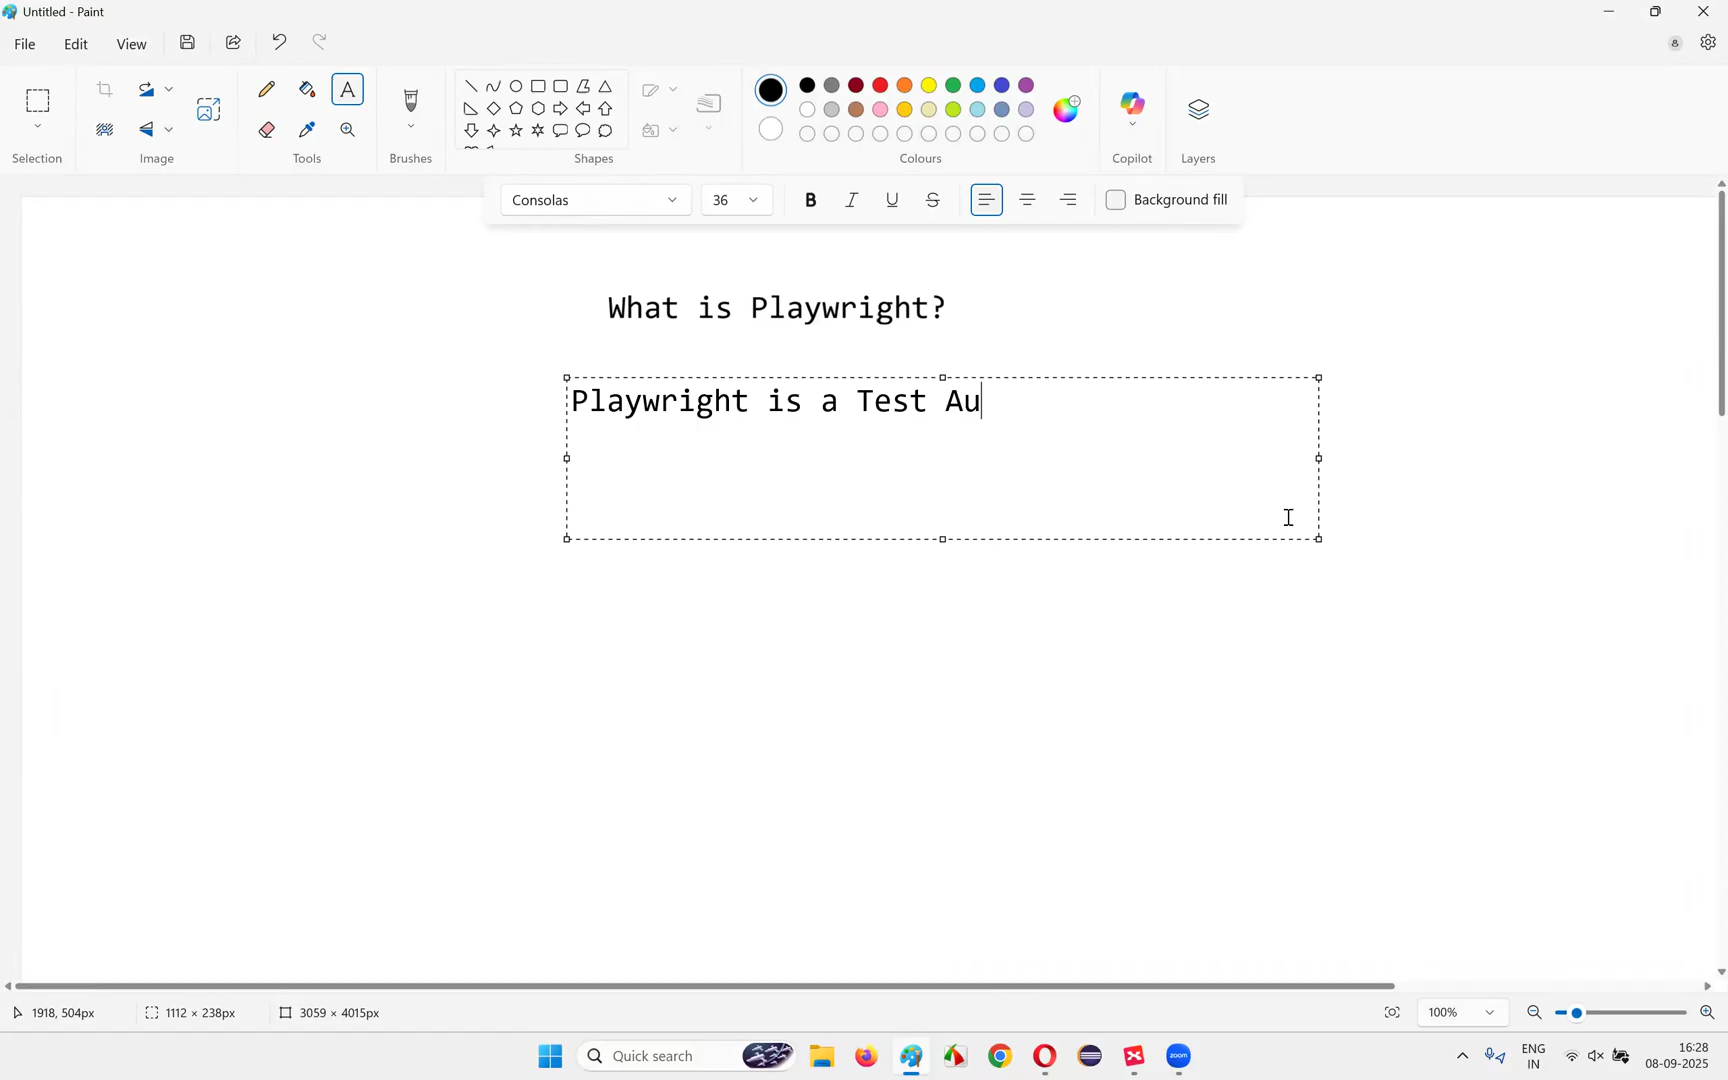 Untitled - Paint
File Edit View
Selection Image Tools Brushes Shapes Colours Copilot Layers
Consolas 36 B I U S Background fill
What is Playwright?
Playwright is a Test Au
1918, 504px 1112 × 238px 3059 × 4015px 100%
Quick search zoom ENG IN 16:28
08-09-2025